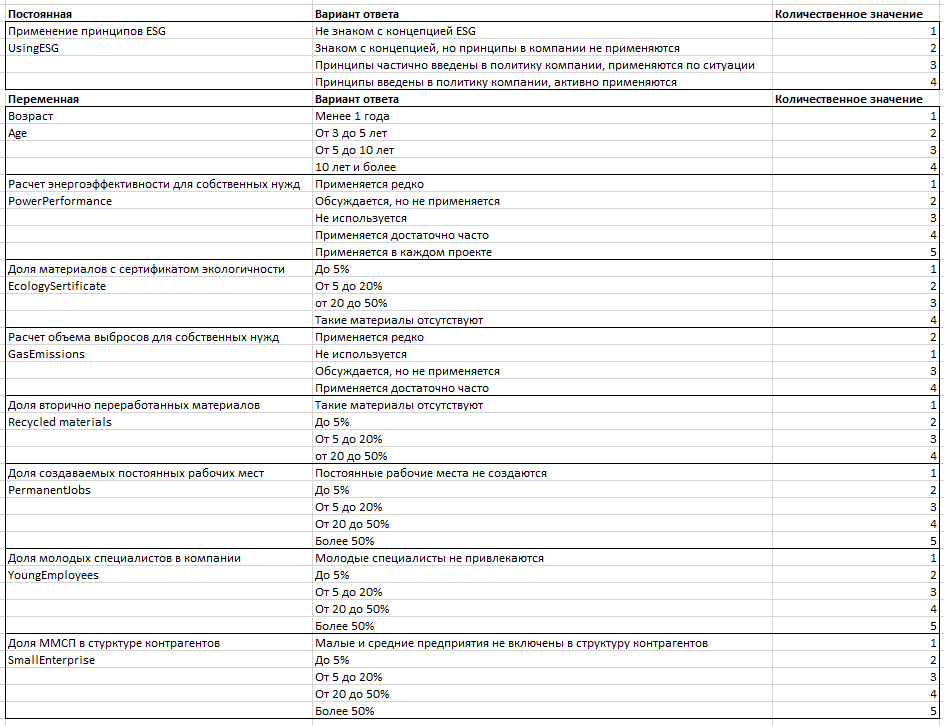 Постоянная Вариант ответа Количественное значение
Применение принципов ESG Не знаком с концепцией ESG 1
UsingESG Знаком с концепцией, но принципы в компании не применяются 2
Принципы частично введены в политику компании, применяются по ситуации 3
Принципы введены в политику компании, активно применяются 4
Переменная Вариант ответа Количественное значение
Возраст Менее 1 года 1
Age От 3 до 5 лет 2
От 5 до 10 лет 3
10 лет и более 4
Расчет энергоэффективности для собственных нужд Применяется редко 1
PowerPerformance Обсуждается, но не применяется 2
Не используется 3
Применяется достаточно часто 4
Применяется в каждом проекте 5
Доля материалов с сертификатом экологичности До 5% 1
EcologySertificate От 5 до 20% 2
от 20 до 50% 3
Такие материалы отсутствуют 4
Расчет объема выбросов для собственных нужд Применяется редко 2
GasEmissions Не используется 1
Обсуждается, но не применяется 3
Применяется достаточно часто 4
Доля вторично переработанных материалов Такие материалы отсутствуют 1
Recycled materials До 5% 2
От 5 до 20% 3
от 20 до 50% 4
Доля создаваемых постоянных рабочих мест Постоянные рабочие места не создаются 1
PermanentJobs До 5% 2
От 5 до 20% 3
От 20 до 50% 4
Более 50% 5
Доля молодых специалистов в компании Молодые специалисты не привлекаются 1
YoungEmployees До 5% 2
От 5 до 20% 3
От 20 до 50% 4
Более 50% 5
Доля ММСП в стурктуре контрагентов Малые и средние предприятия не включены в структуру контрагентов 1
SmallEnterprise До 5% 2
От 5 до 20% 3
От 20 до 50% 4
Более 50% 5